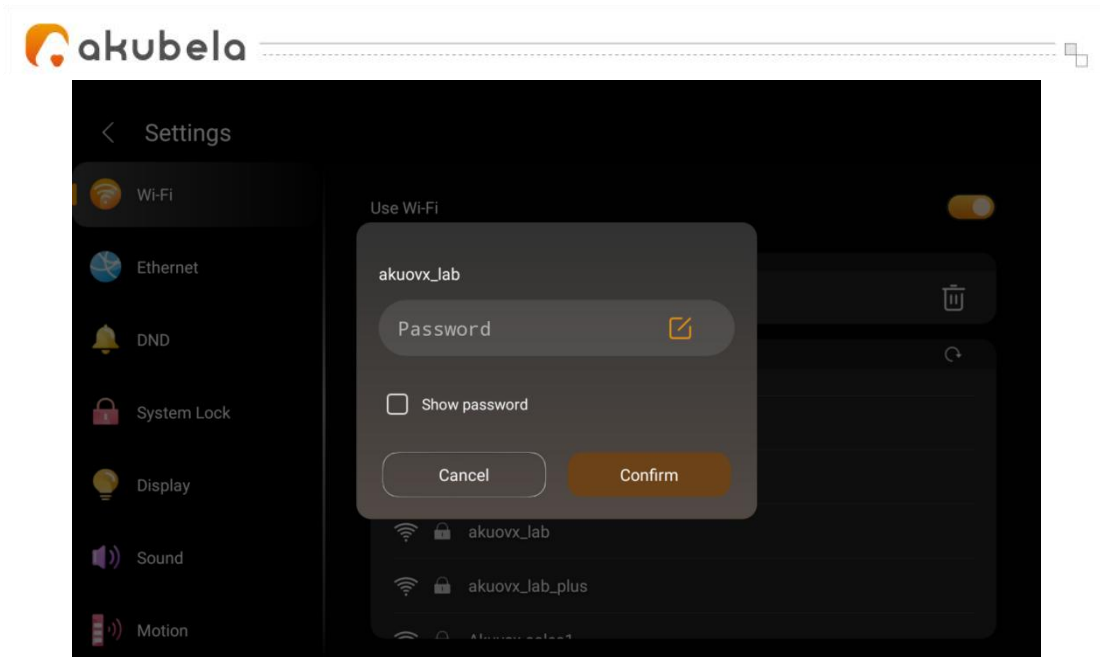 akubela
Settings
Wi-Fi
Use Wi-Fi
Ethernet
akuovx_lab
Password
DND
Show password
System Lock
Cancel
Confirm
Display
akuovx_lab
Sound
akuovx_lab_plus
Motion